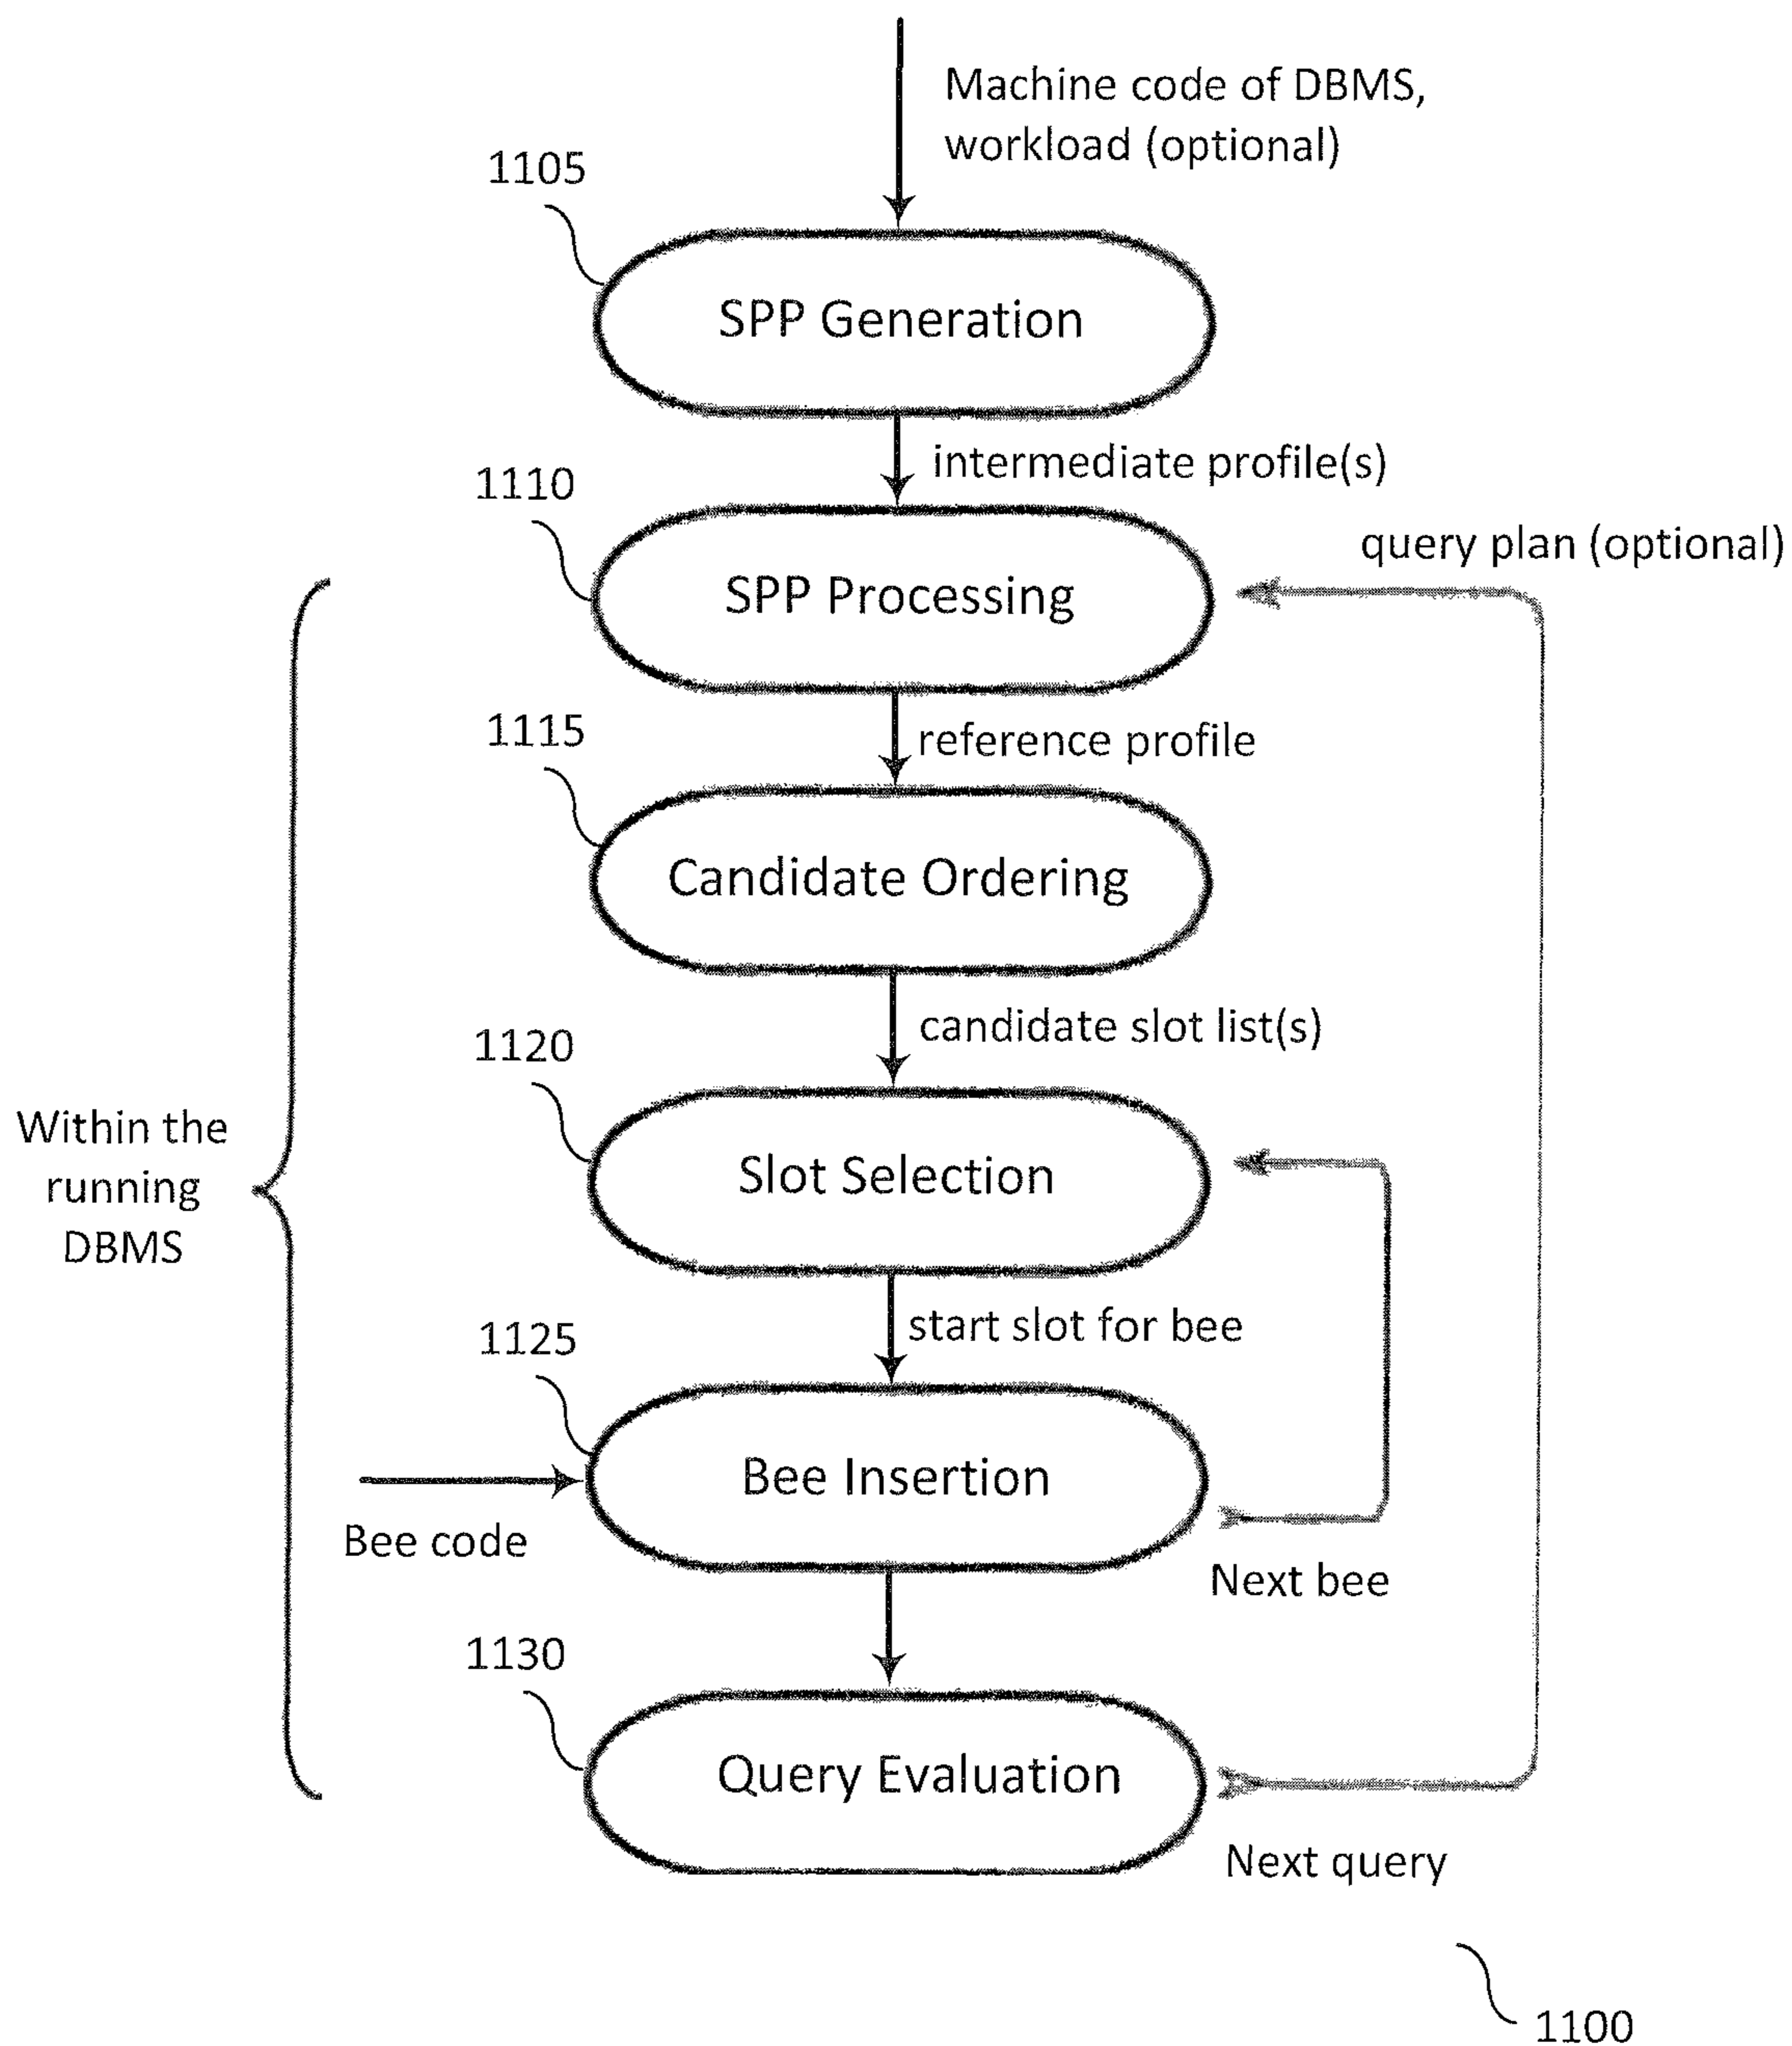 Machine code of DBMS,
workload (optional)
1105
SPP Generation
intermediate profile(s)
1110
query plan (optional)
SPP Processing
1115
reference profile
Candidate Ordering
candidate slot list(s)
1120
Within the
running
DBMS
Slot Selection
start slot for bee
1125
Bee Insertion
Bee code
Next bee
1130
Query Evaluation
Next query
1100